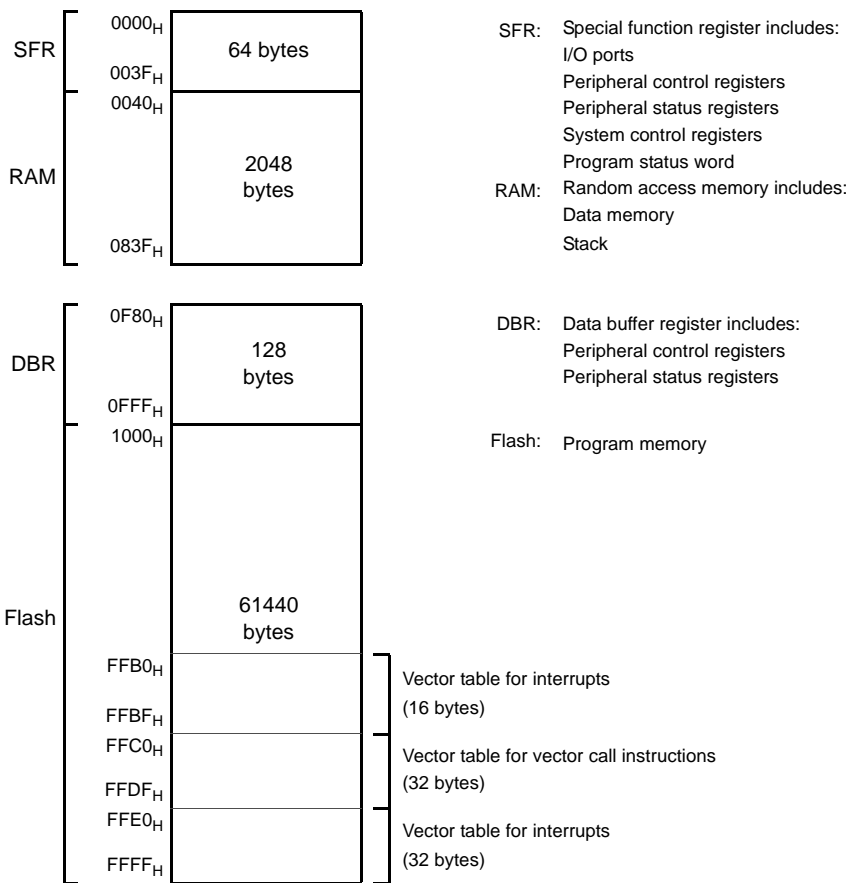 0000H
SFR
64 bytes
003FH
0040H
RAM
2048
bytes
083FH
SFR: Special function register includes:
I/O ports
Peripheral control registers
Peripheral status registers
System control registers
Program status word
RAM: Random access memory includes:
Data memory
Stack
0F80H
DBR
128
bytes
0FFFH
DBR: Data buffer register includes:
Peripheral control registers
Peripheral status registers
1000H
Flash: Program memory
Flash
61440
bytes
FFB0H
Vector table for interrupts
(16 bytes)
FFBFH
FFC0H
Vector table for vector call instructions
(32 bytes)
FFDFH
FFE0H
Vector table for interrupts
(32 bytes)
FFFFH